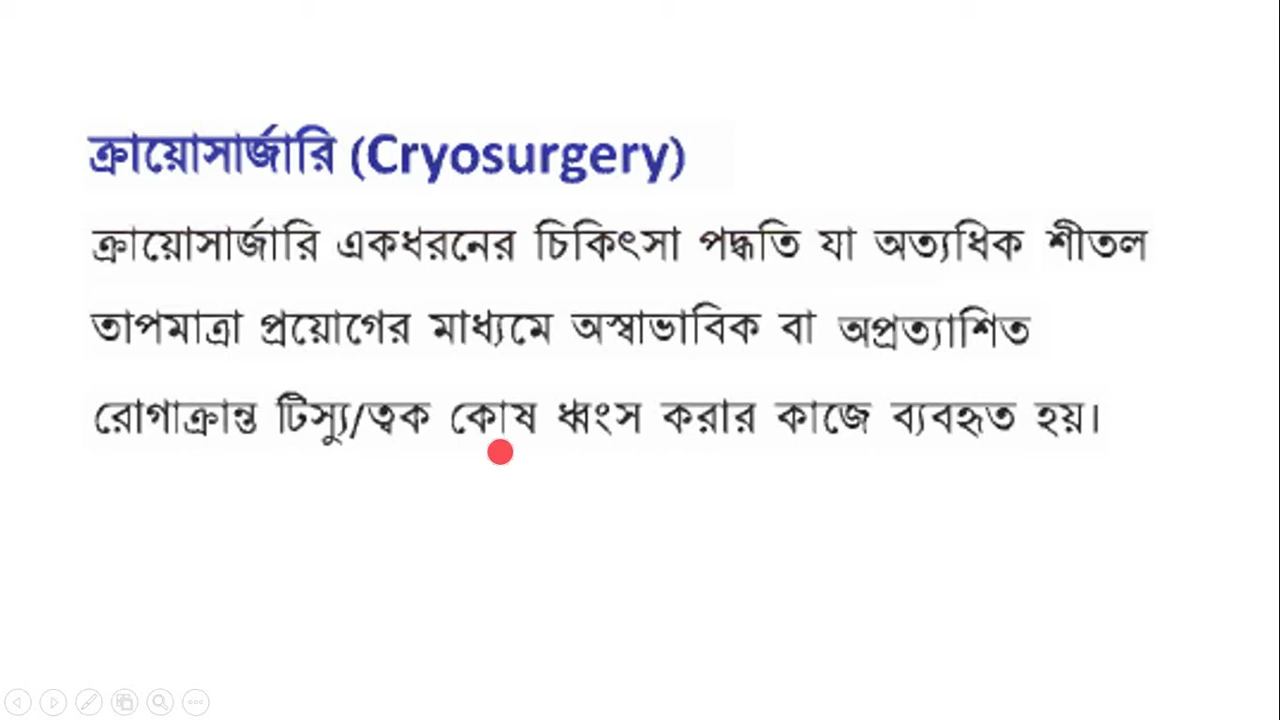 ক্রায়োসার্জারি (Cryosurgery)
ক্রায়োসার্জারি একধরনের চিকিৎসা পদ্ধতি যা অত্যধিক শীতল
তাপমাত্রা প্রয়োগের মাধ্যমে অস্বাভাবিক বা অপ্রত্যাশিত
রোগাক্রান্ত টিস্যু/ত্বক কোষ ধ্বংস করার কাজে ব্যবহৃত হয়।